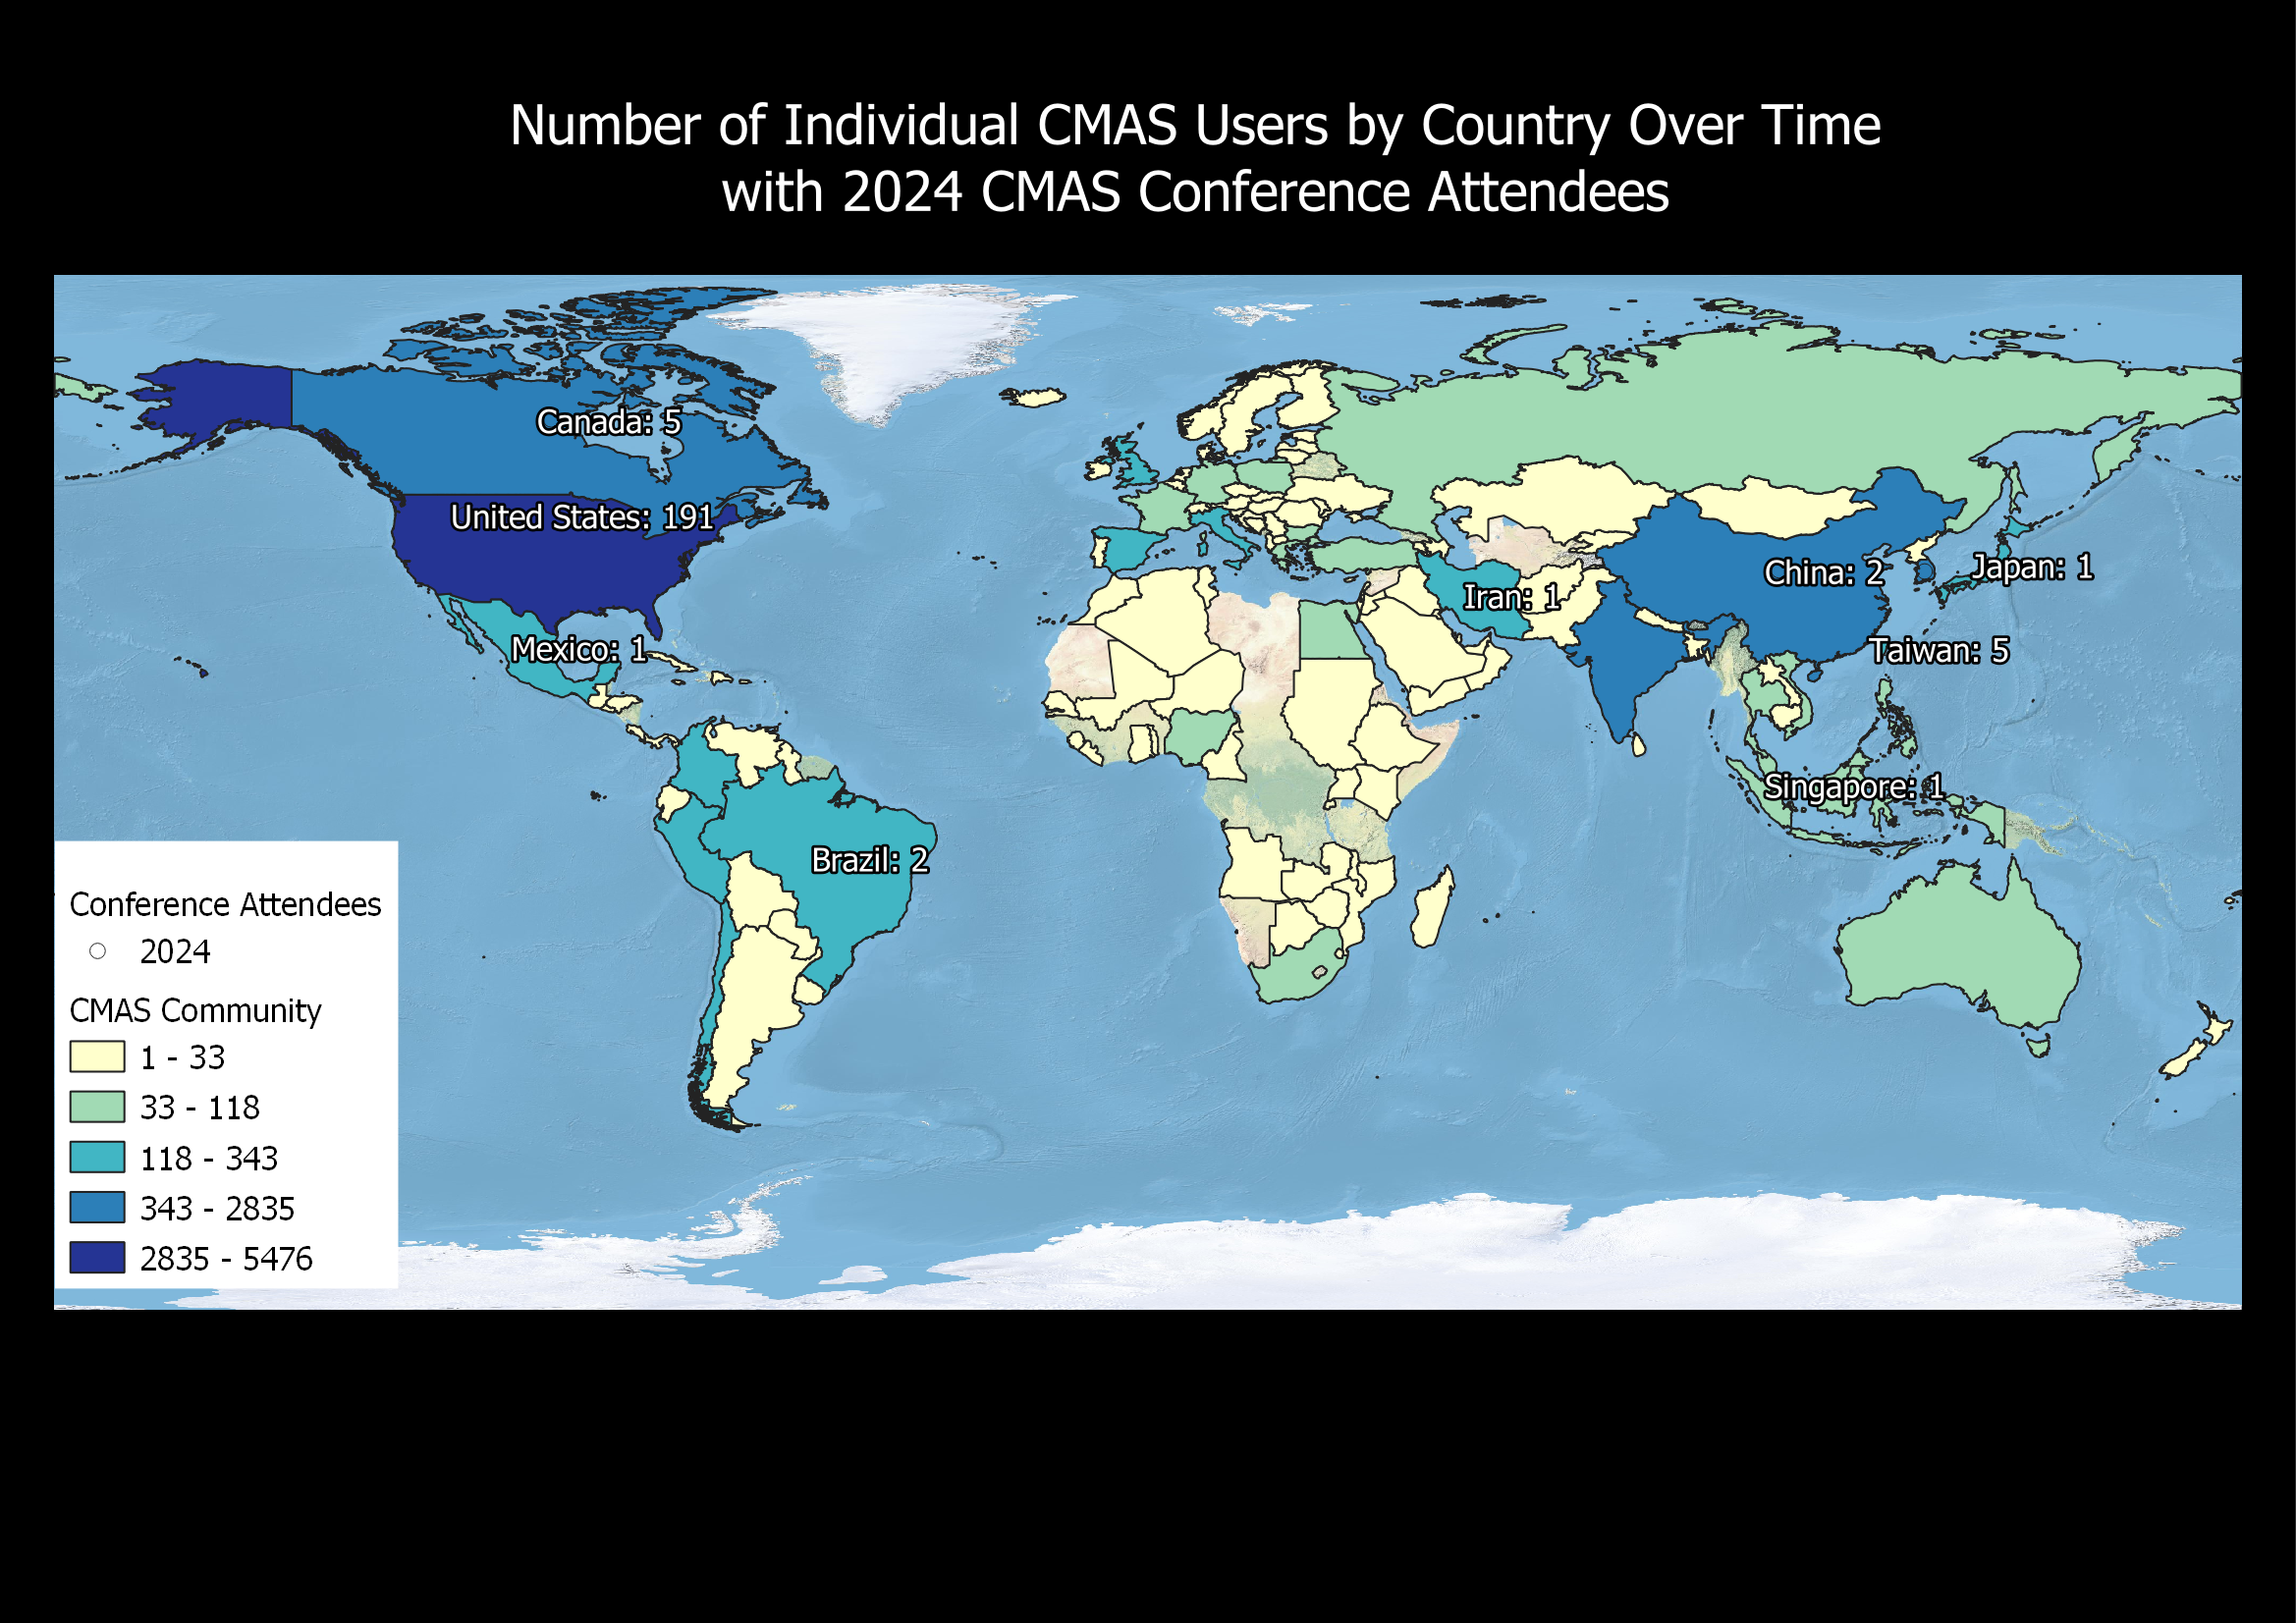 Number of Individual CMAS Users by Country Over Time
with 2024 CMAS Conference Attendees
Canada: 5
United States: 191
China: 2
Japan: 1
Iran: 1
Mexico: 1
Taiwan: 5
Singapore: 1
Brazil: 2
Conference Attendees
2024
CMAS Community
1 - 33
33 - 118
118 - 343
343 - 2835
2835 - 5476